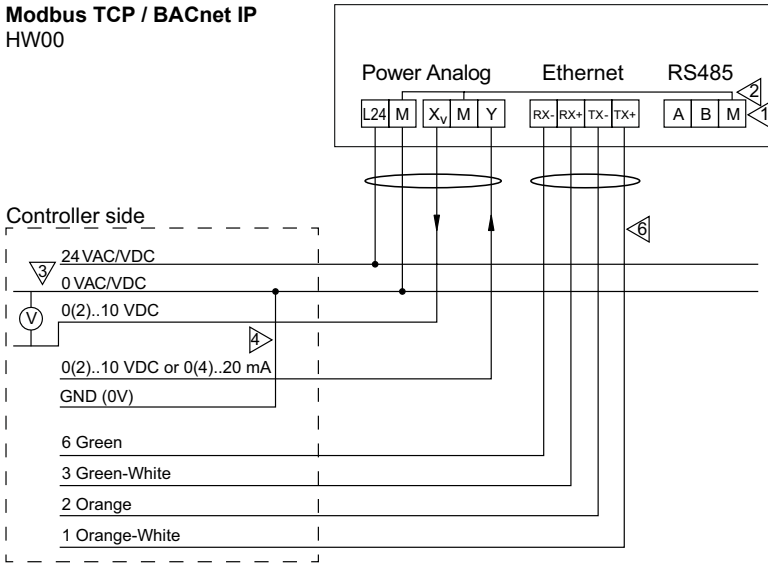 Modbus TCP / BACnet IP
HW00
Power Analog Ethernet RS485
2
L24 M Xv M Y RX- RX+ TX- TX+ A B M 1
Controller side
6
24 VAC/VDC
3
0 VAC/VDC
0(2)..10 VDC
V
4
0(2)..10 VDC or 0(4)..20 mA
GND (0V)
6 Green
3 Green-White
2 Orange
1 Orange-White